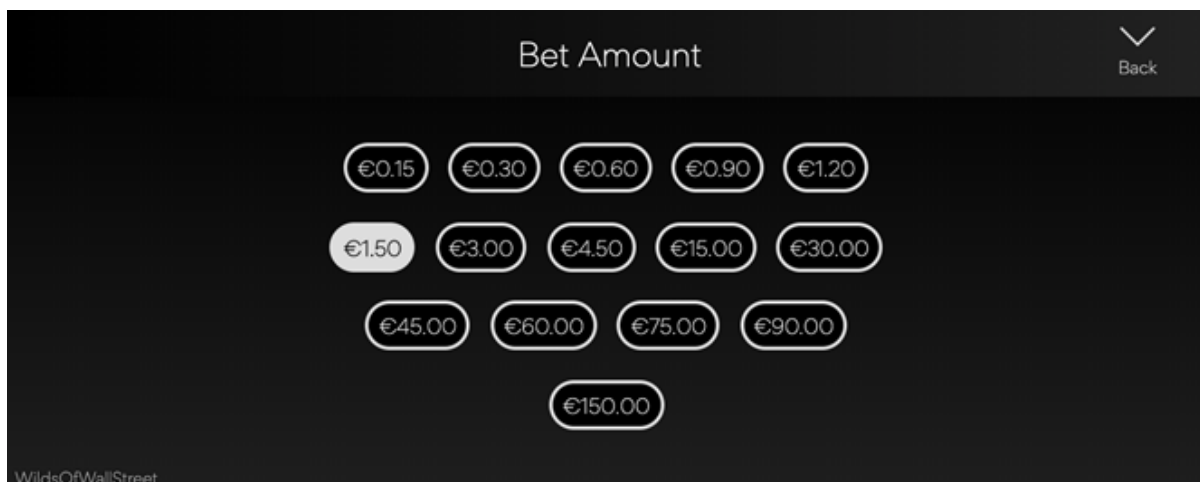 Bet Amount
Back
€0.15 €0.30 €0.60 €0.90 €1.20
€1.50 €3.00 €4.50 €15.00 €30.00
€45.00 €60.00 €75.00 €90.00
€150.00
WildsOfWallStreet